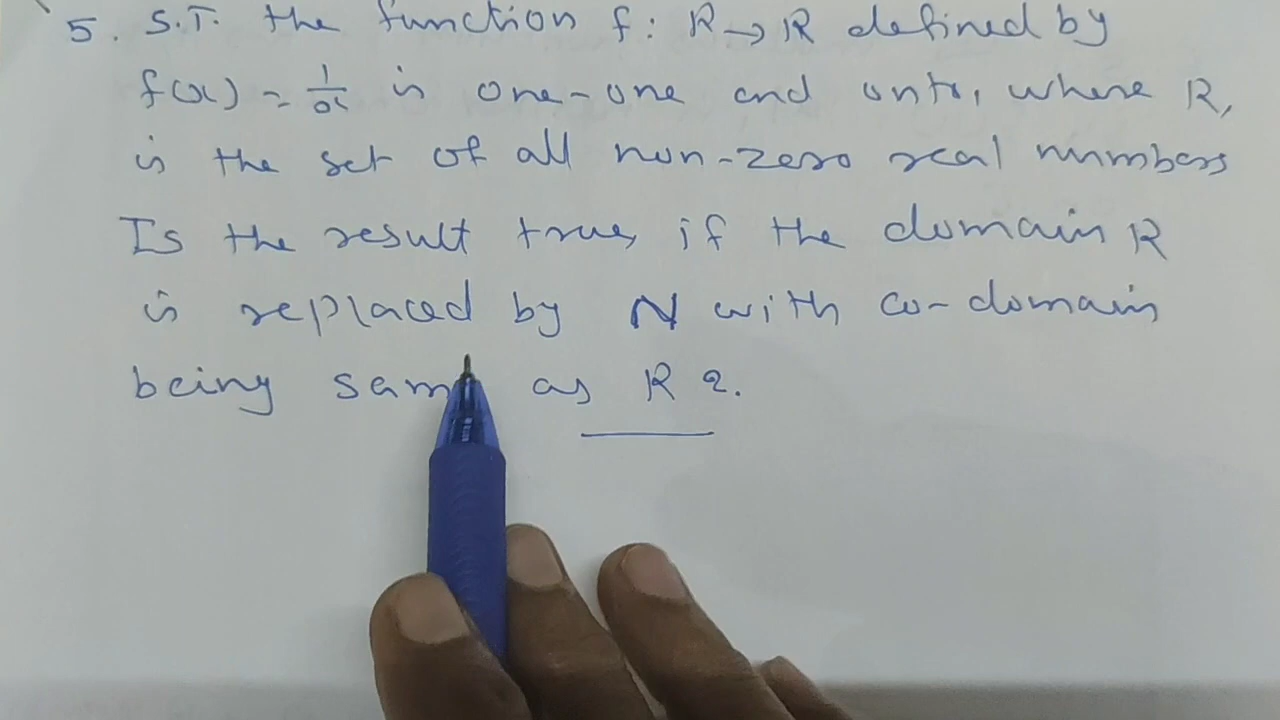 5. S.T. the function f: R→R defined by
f(x) = 1/x is one-one and onto, where R,
is the set of all non-zero real numbers
Is the result true, if the domain R
is replaced by N with co-domain
being same as R ?.